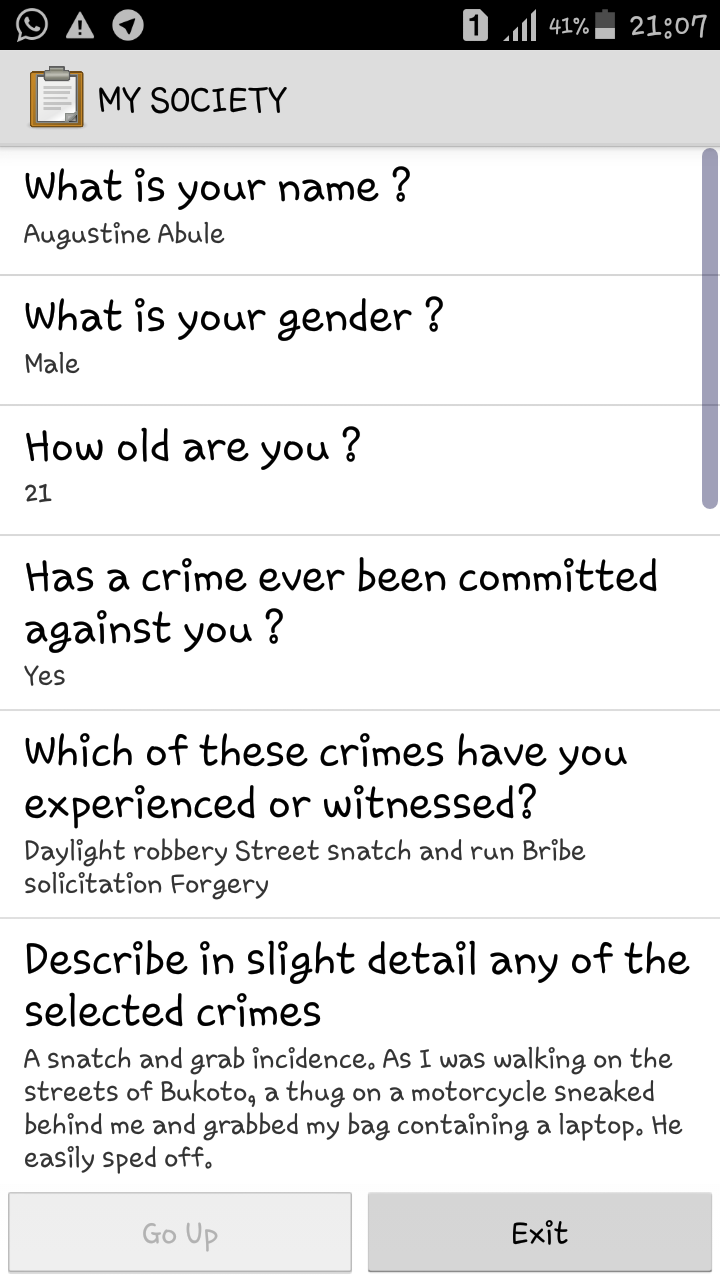 1 41% 21:07
MY SOCIETY
What is your name ?
Augustine Abule
What is your gender ?
Male
How old are you ?
21
Has a crime ever been committed
against you ?
Yes
Which of these crimes have you
experienced or witnessed?
Daylight robbery Street snatch and run Bribe
solicitation Forgery
Describe in slight detail any of the
selected crimes
A snatch and grab incidence. As I was walking on the
streets of Bukoto, a thug on a motorcycle sneaked
behind me and grabbed my bag containing a laptop. He
easily sped off.
Go Up Exit